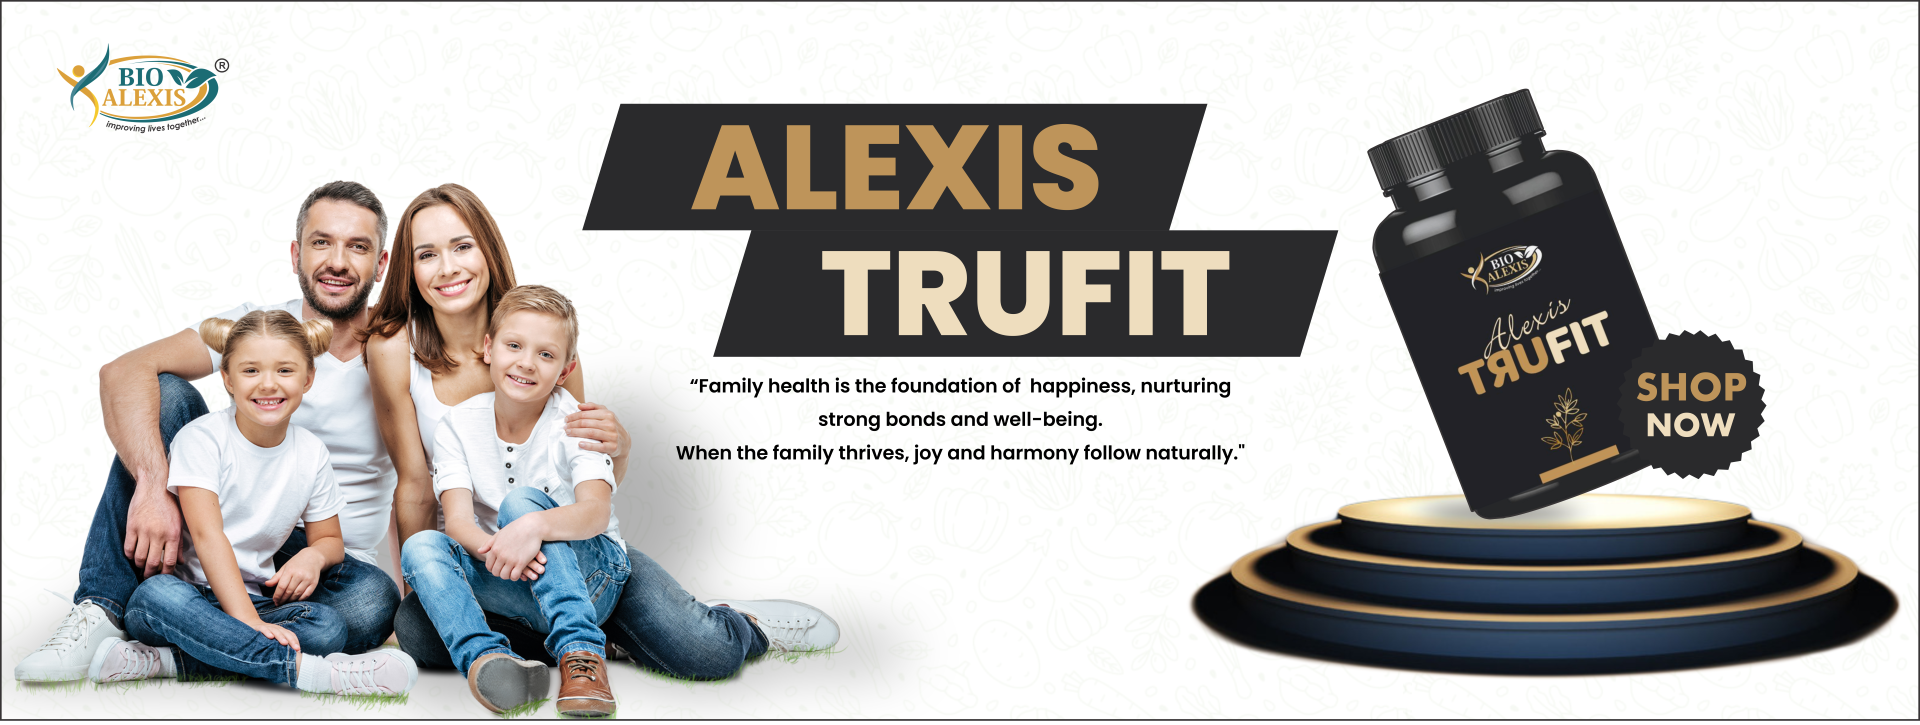 BIO
ALEXIS
®
improving lives together...
ALEXIS
TRUFIT
“Family health is the foundation of happiness, nurturing
strong bonds and well-being.
When the family thrives, joy and harmony follow naturally."
BIO
ALEXIS
improving lives together...
Alexis
TRUFIT
SHOP
NOW